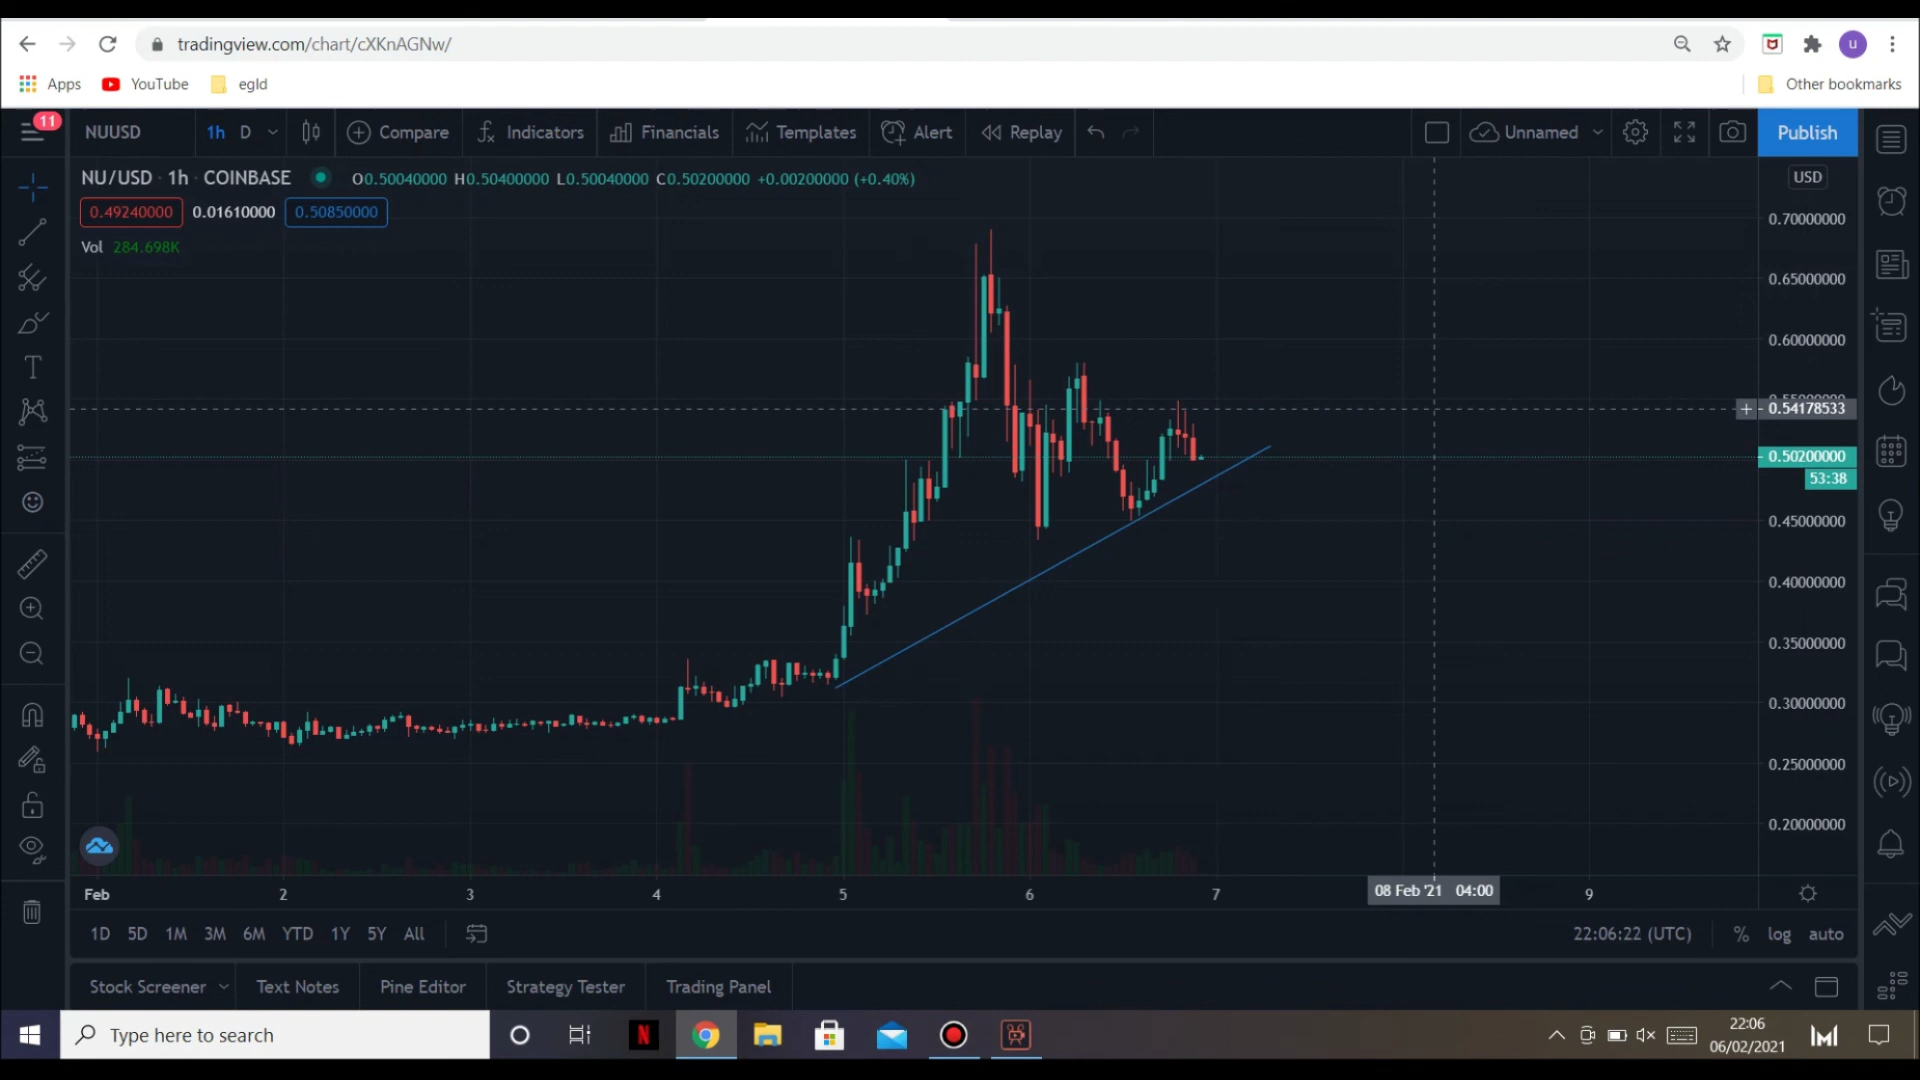 tradingview.com/chart/cXKnAGNw/
u
Apps YouTube egld Other bookmarks
11
NUUSD 1h D Compare Indicators Financials Templates Alert Replay Unnamed Publish
NU/USD · 1h · COINBASE O0.50040000 H0.50400000 L0.50040000 C0.50200000 +0.00200000 (+0.40%)
USD
0.49240000 0.01610000 0.50850000
Vol 284.698K
0.70000000
0.65000000
0.60000000
0.54178533
0.50200000
53:38
0.45000000
0.40000000
0.35000000
0.30000000
0.25000000
0.20000000
Feb 2 3 4 5 6 7 08 Feb '21 04:00 9
1D 5D 1M 3M 6M YTD 1Y 5Y All 22:06:22 (UTC) % log auto
Stock Screener Text Notes Pine Editor Strategy Tester Trading Panel
Type here to search
N
22:06
06/02/2021